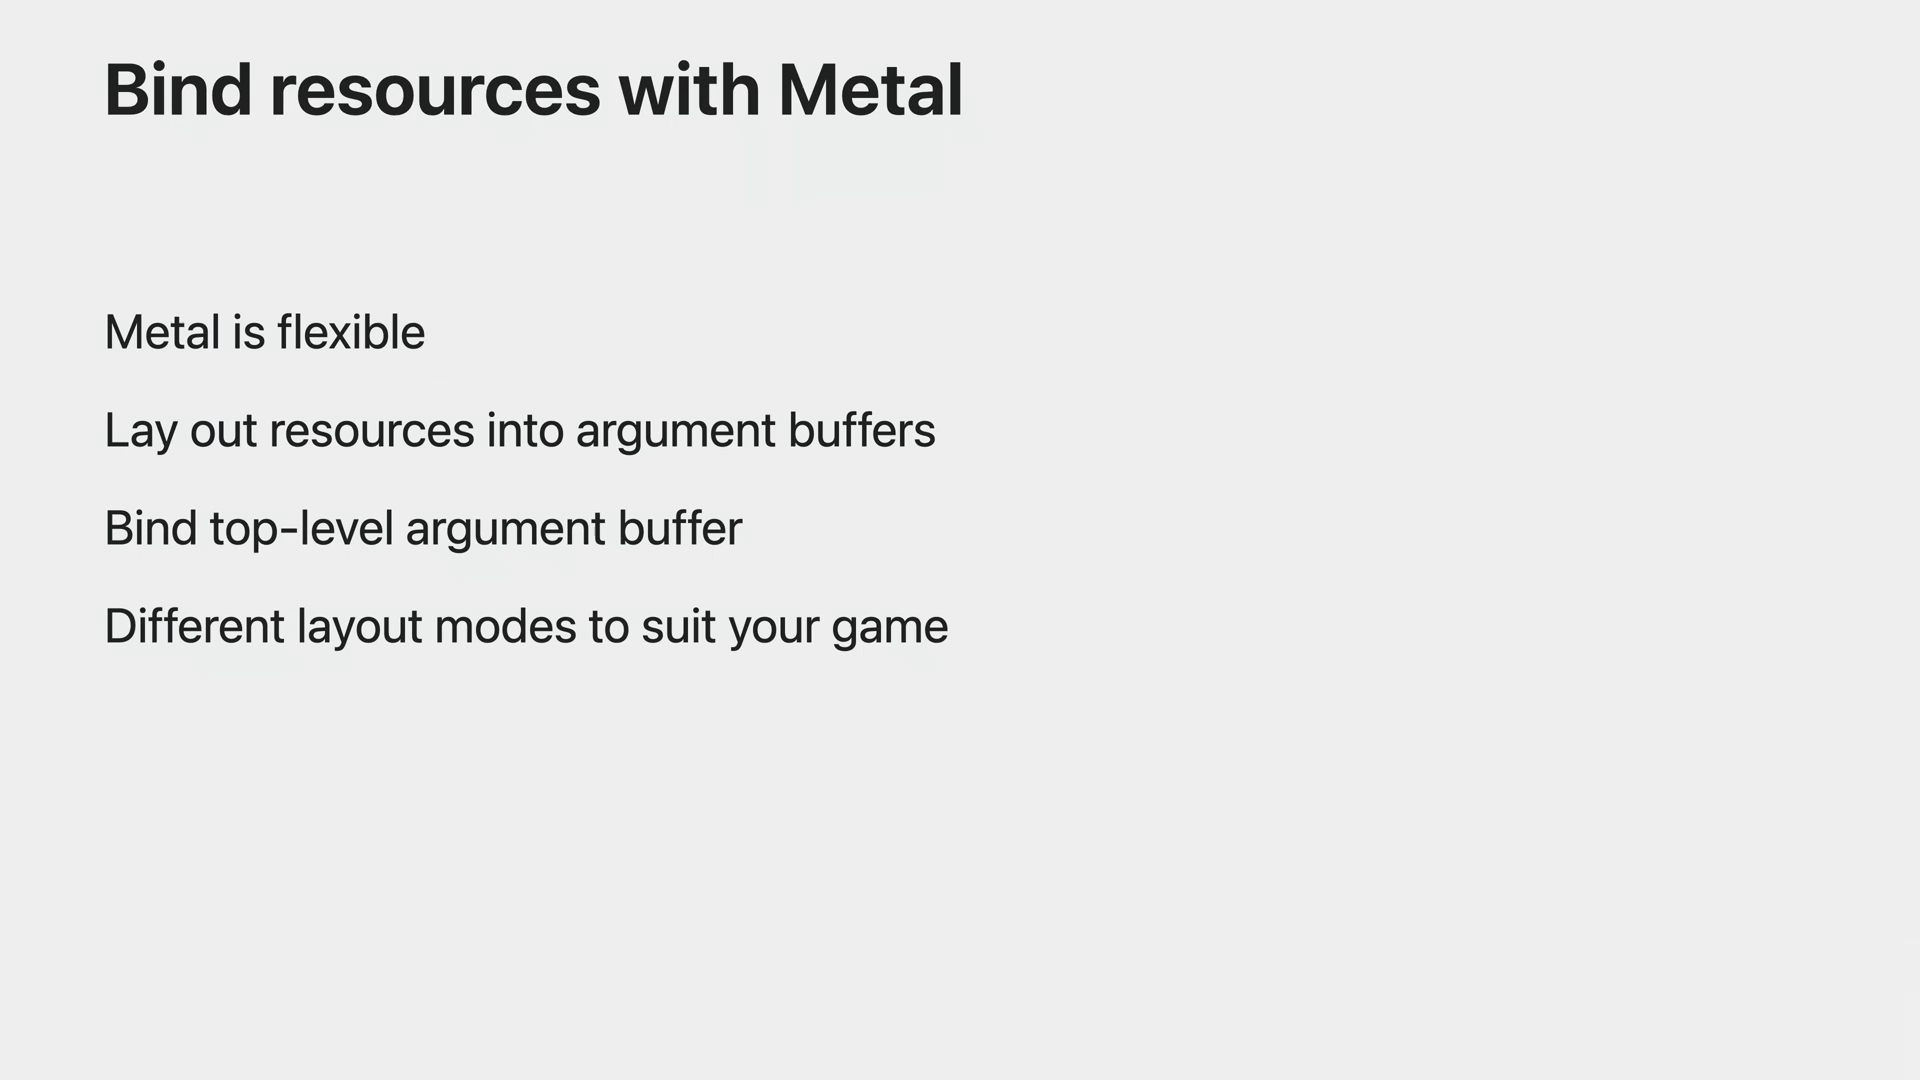 Bind resources with Metal
Metal is flexible
Lay out resources into argument buffers
Bind top-level argument buffer
Different layout modes to suit your game